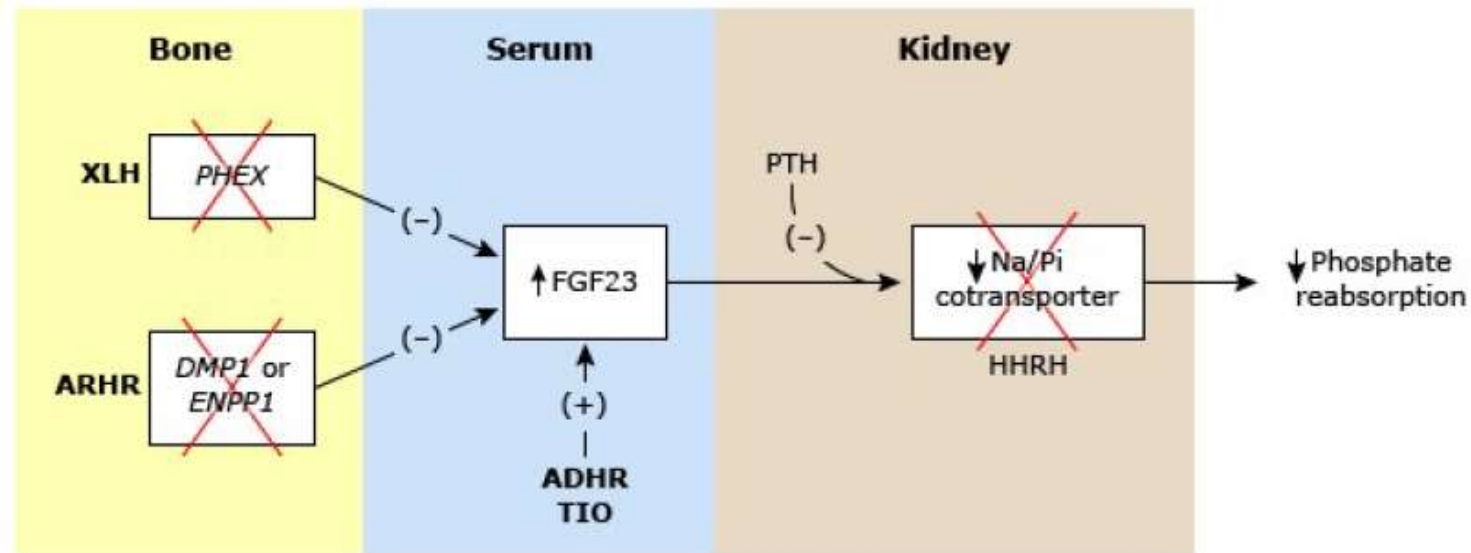 Bone
Serum
Kidney
XLH
PHEX
(–)
ARHR
DMP1 or
ENPP1
(–)
↑ FGF23
(+)
ADHR
TIO
PTH
(–)
↓ Na/Pi
cotransporter
HHRH
↓ Phosphate
reabsorption